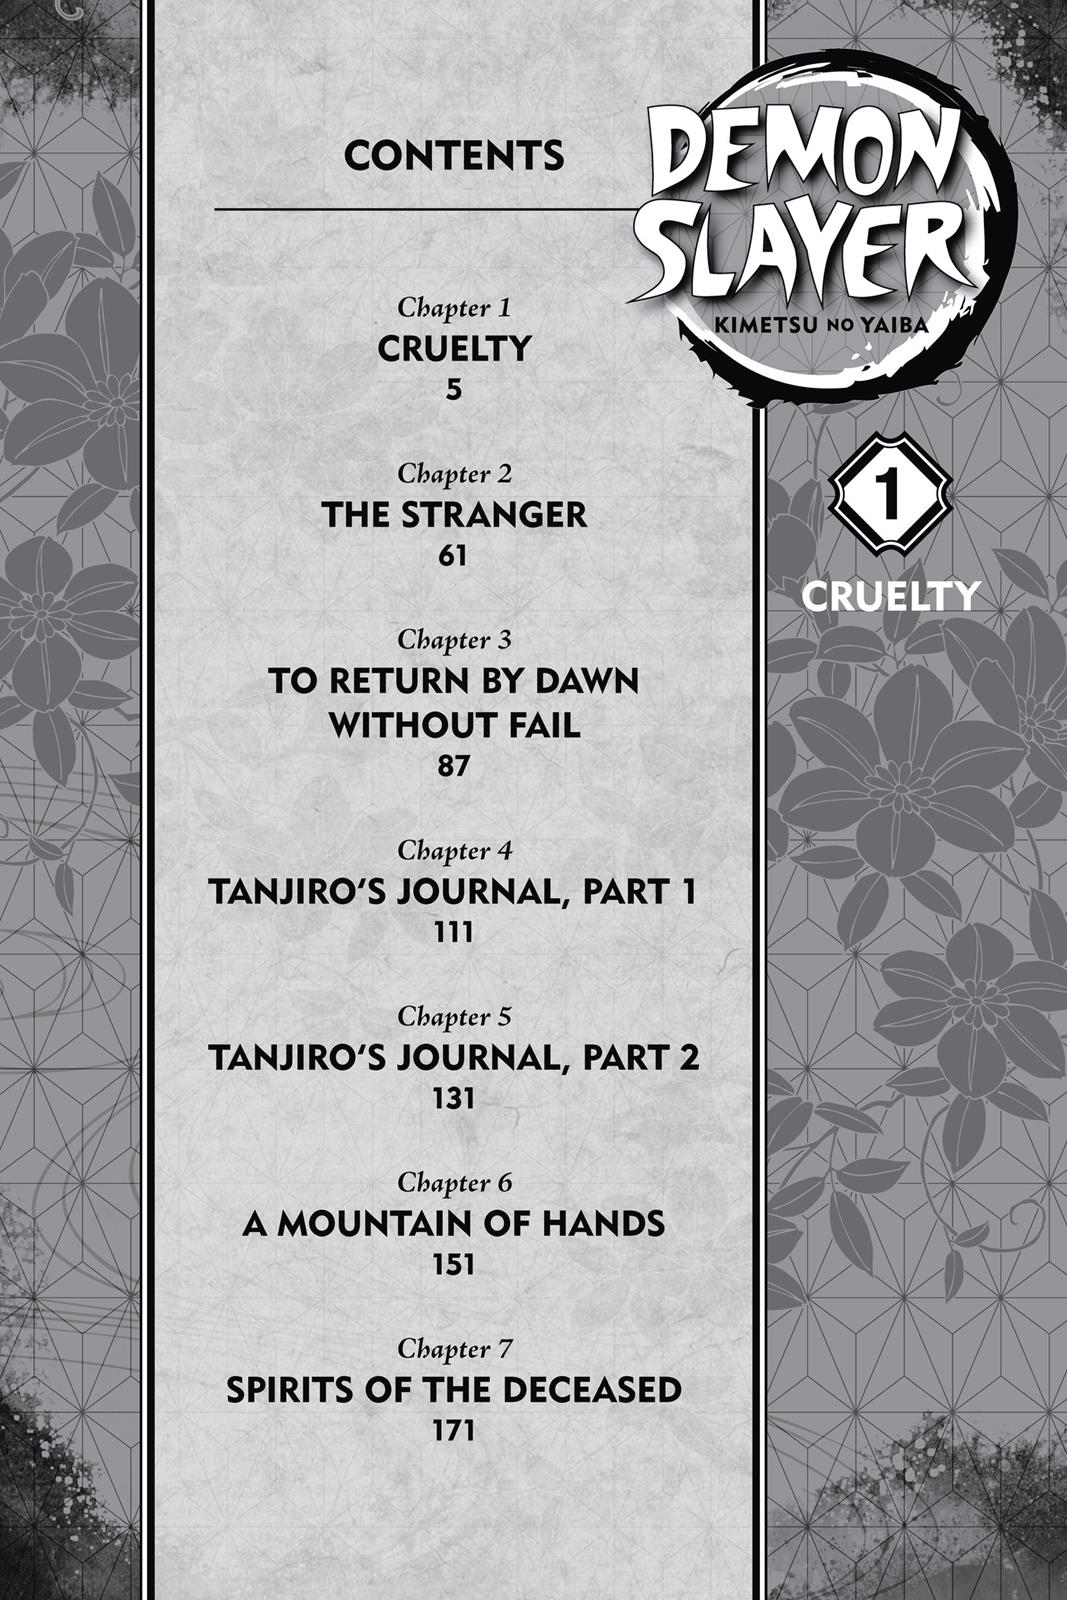 CONTENTS
DEMON
SLAYER
KIMETSU NO YAIBA
1
CRUELTY
Chapter 1
CRUELTY
5
Chapter 2
THE STRANGER
61
Chapter 3
TO RETURN BY DAWN
WITHOUT FAIL
87
Chapter 4
TANJIRO'S JOURNAL, PART 1
111
Chapter 5
TANJIRO'S JOURNAL, PART 2
131
Chapter 6
A MOUNTAIN OF HANDS
151
Chapter 7
SPIRITS OF THE DECEASED
171